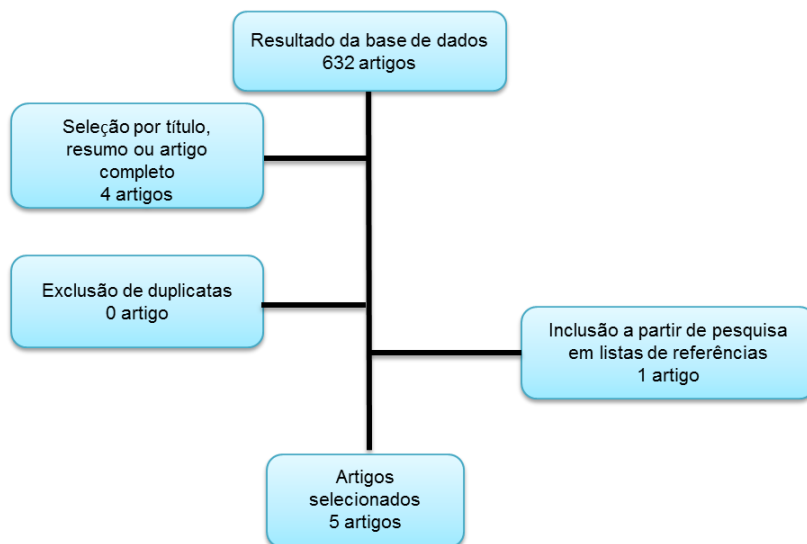 Resultado da base de dados
632 artigos
Seleção por título,
resumo ou artigo
completo
4 artigos
Exclusão de duplicatas
0 artigo
Inclusão a partir de pesquisa
em listas de referências
1 artigo
Artigos
selecionados
5 artigos